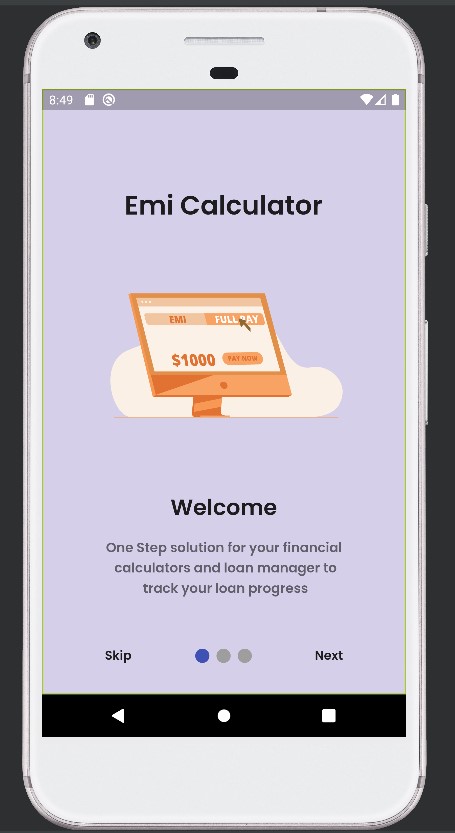 8:49
Emi Calculator
EMI FULL PAY
$1000 PAY NOW
Welcome
One Step solution for your financial
calculators and loan manager to
track your loan progress
Skip Next